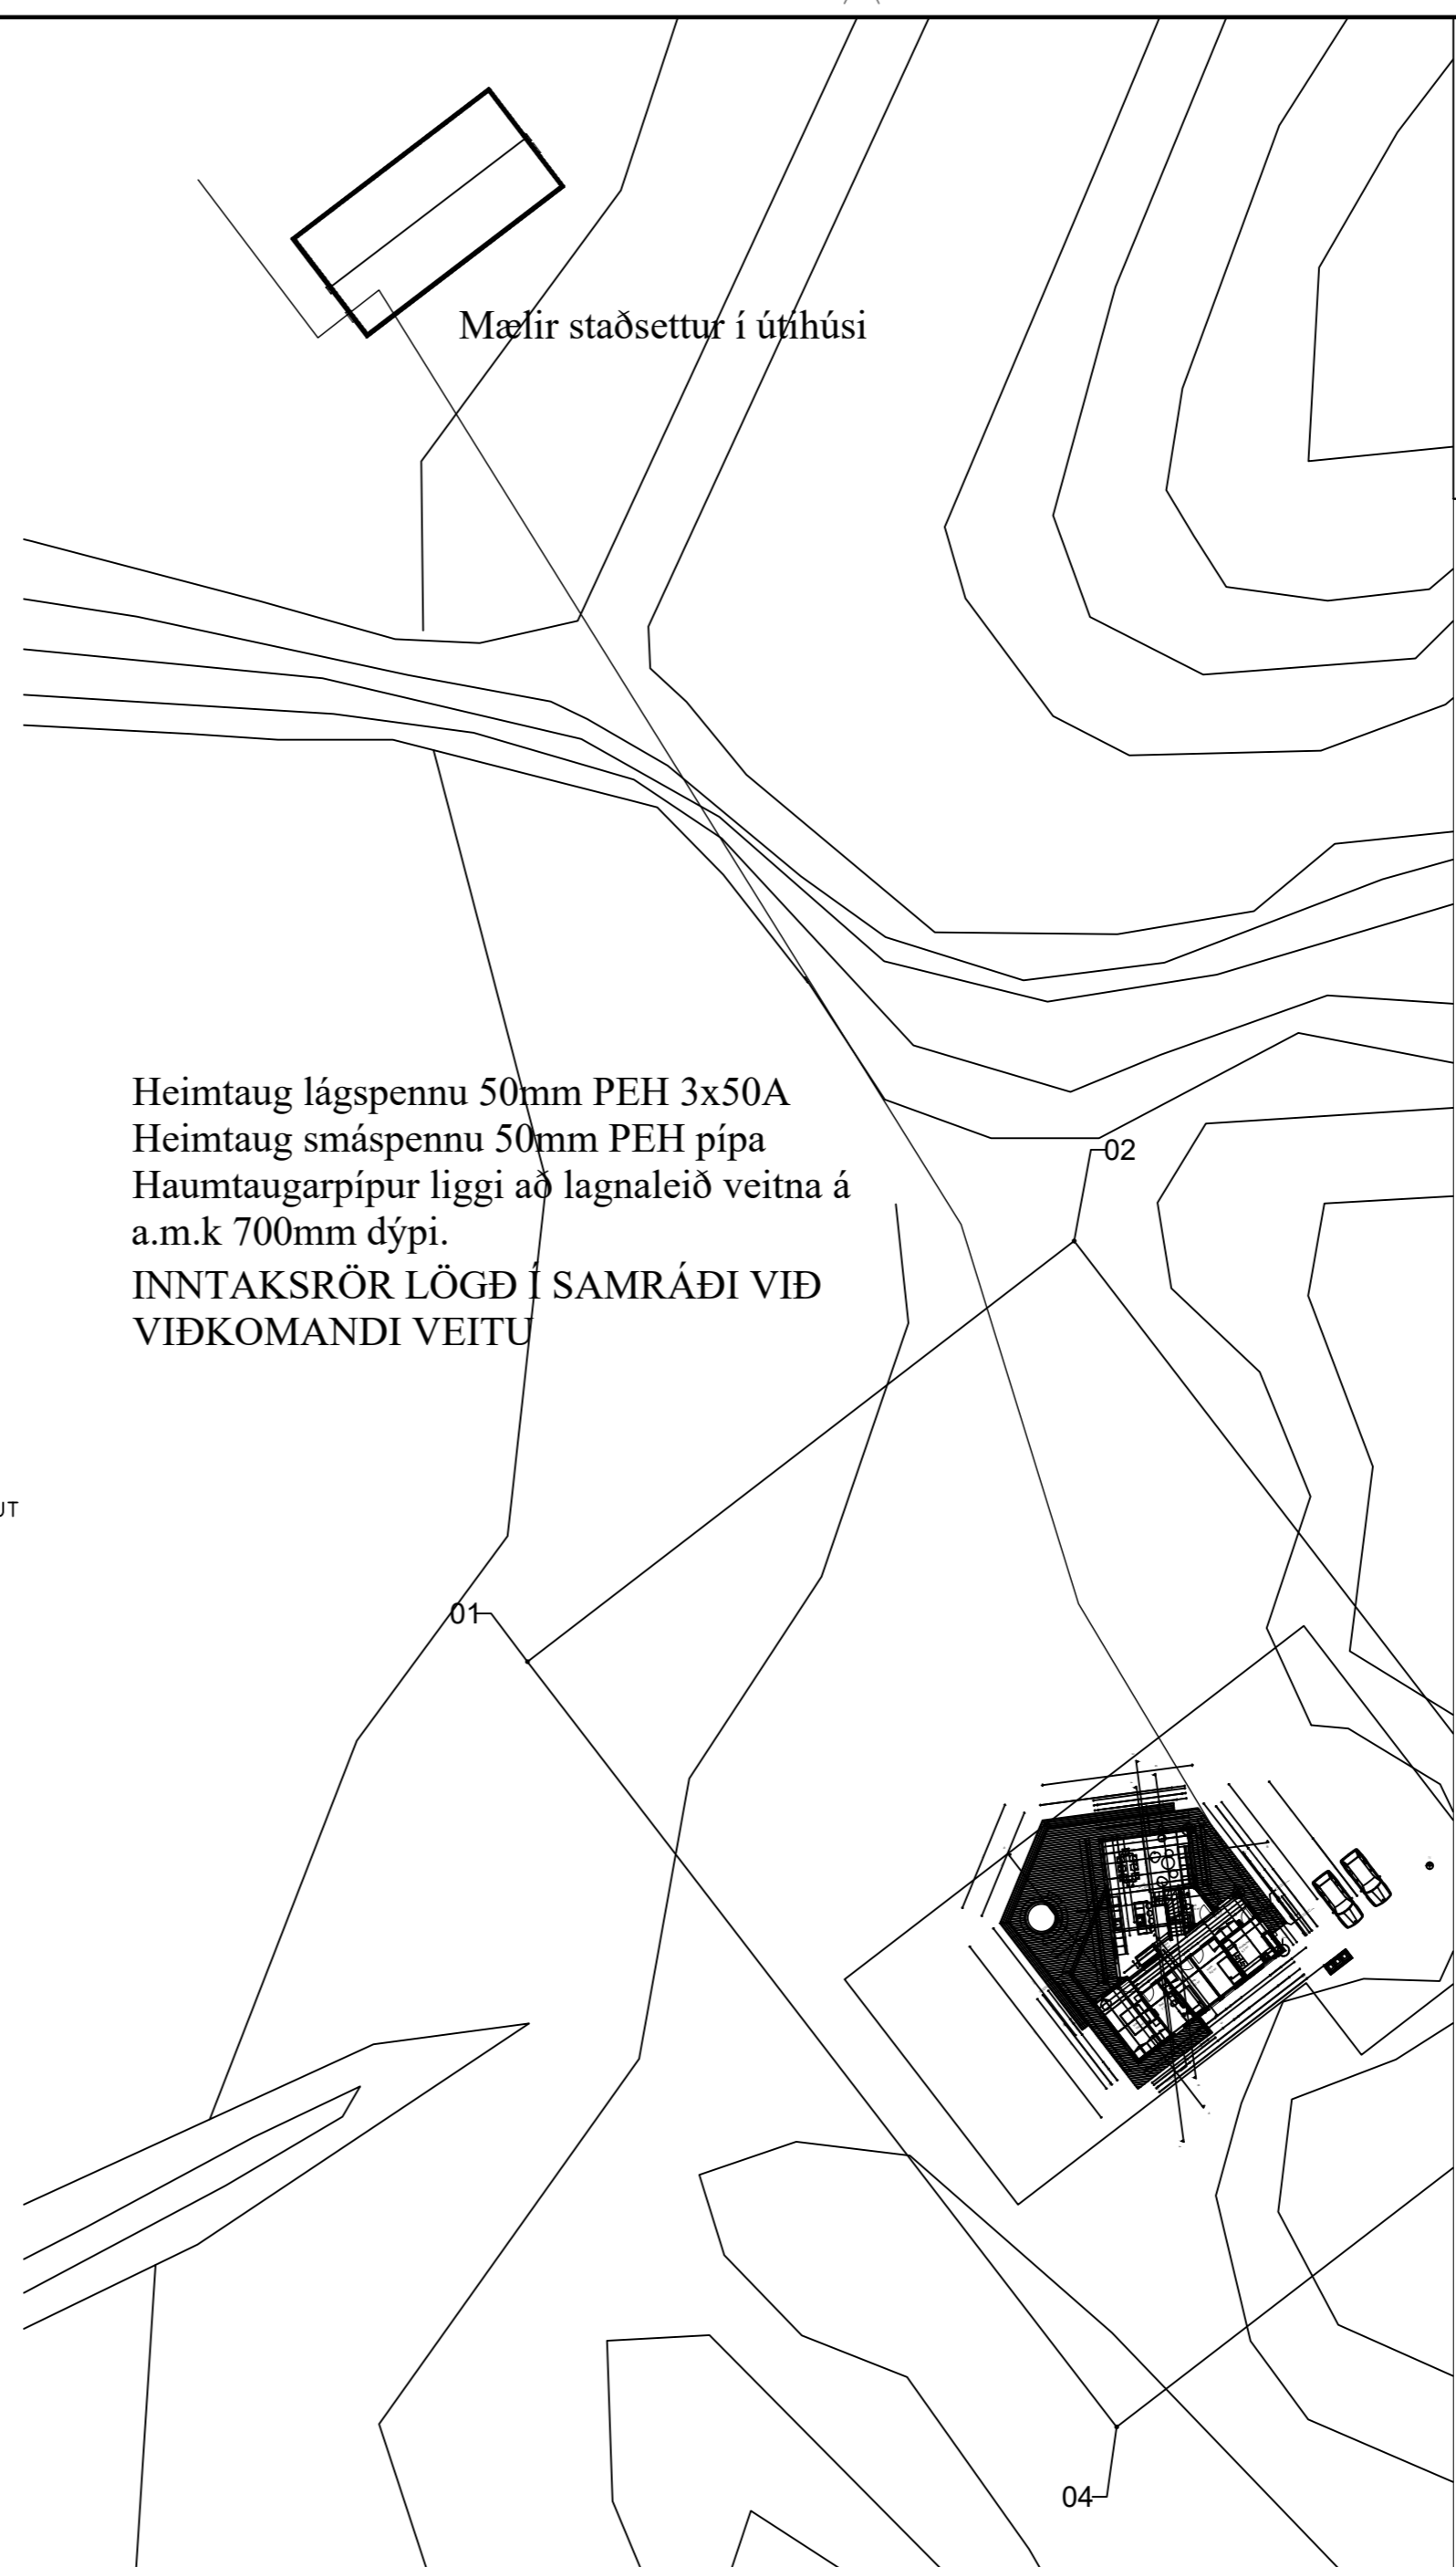 Mælir staðsettur í útihúsi
Heimtaug lágspennu 50mm PEH 3x50A
Heimtaug smáspennu 50mm PEH pípa
Haumtaugarpípur liggi að lagnaleið veitna á
a.m.k 700mm dýpi.
INNTAKSRÖR LÖGÐ Í SAMRÁÐI VIÐ
VIÐKOMANDI VEITU
02
01
04